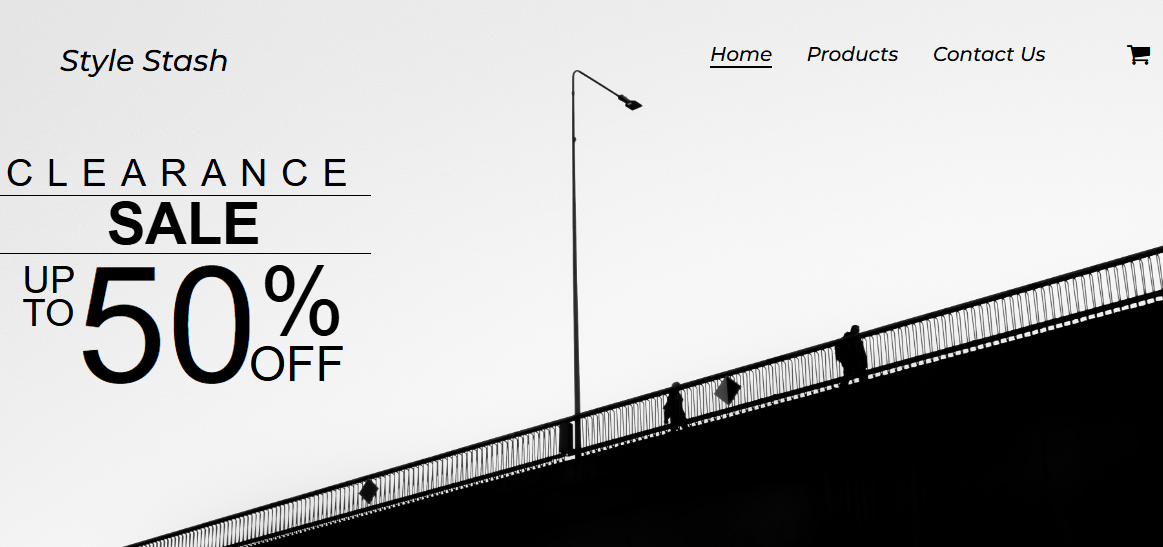 Style Stash
Home Products Contact Us
CLEARANCE
SALE
UP TO 50% OFF